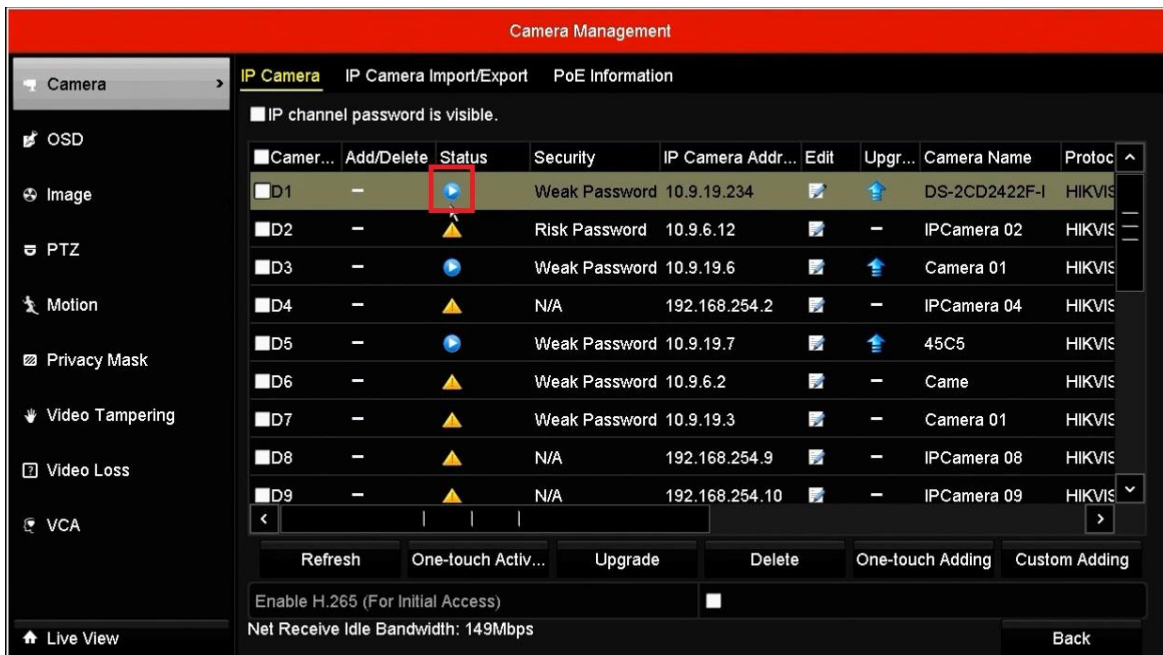 Camera Management
Camera
OSD
Image
PTZ
Motion
Privacy Mask
Video Tampering
Video Loss
VCA
Live View
IP Camera IP Camera Import/Export PoE Information
IP channel password is visible.
Camer... Add/Delete Status Security IP Camera Addr... Edit Upgr... Camera Name Protoc
D1 – Weak Password 10.9.19.234 DS-2CD2422F-I HIKVIS
D2 – Risk Password 10.9.6.12 – IPCamera 02 HIKVIS
D3 – Weak Password 10.9.19.6 Camera 01 HIKVIS
D4 – N/A 192.168.254.2 – IPCamera 04 HIKVIS
D5 – Weak Password 10.9.19.7 45C5 HIKVIS
D6 – Weak Password 10.9.6.2 – Came HIKVIS
D7 – Weak Password 10.9.19.3 – Camera 01 HIKVIS
D8 – N/A 192.168.254.9 – IPCamera 08 HIKVIS
D9 – N/A 192.168.254.10 – IPCamera 09 HIKVIS
Refresh One-touch Activ... Upgrade Delete One-touch Adding Custom Adding
Enable H.265 (For Initial Access)
Net Receive Idle Bandwidth: 149Mbps
Back